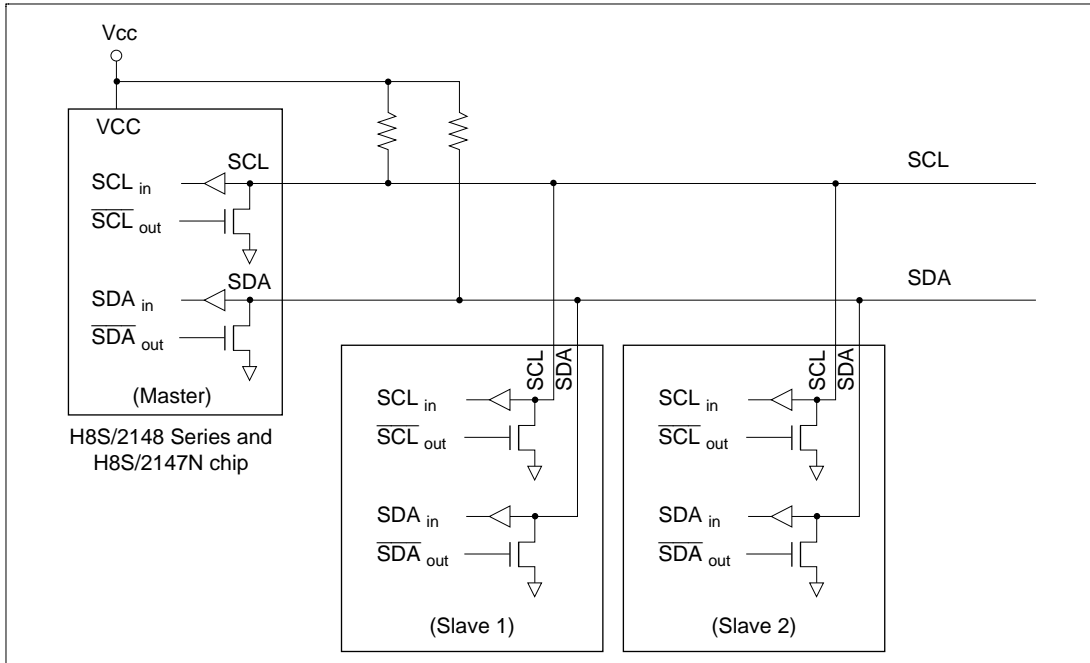 Vcc
VCC
SCL
SCL in
SCL out
SDA
SDA in
SDA out
(Master)
H8S/2148 Series and
H8S/2147N chip
SCL
SDA
SCL
SDA
SCL in
SCL out
SDA in
SDA out
(Slave 1)
SCL
SDA
SCL in
SCL out
SDA in
SDA out
(Slave 2)